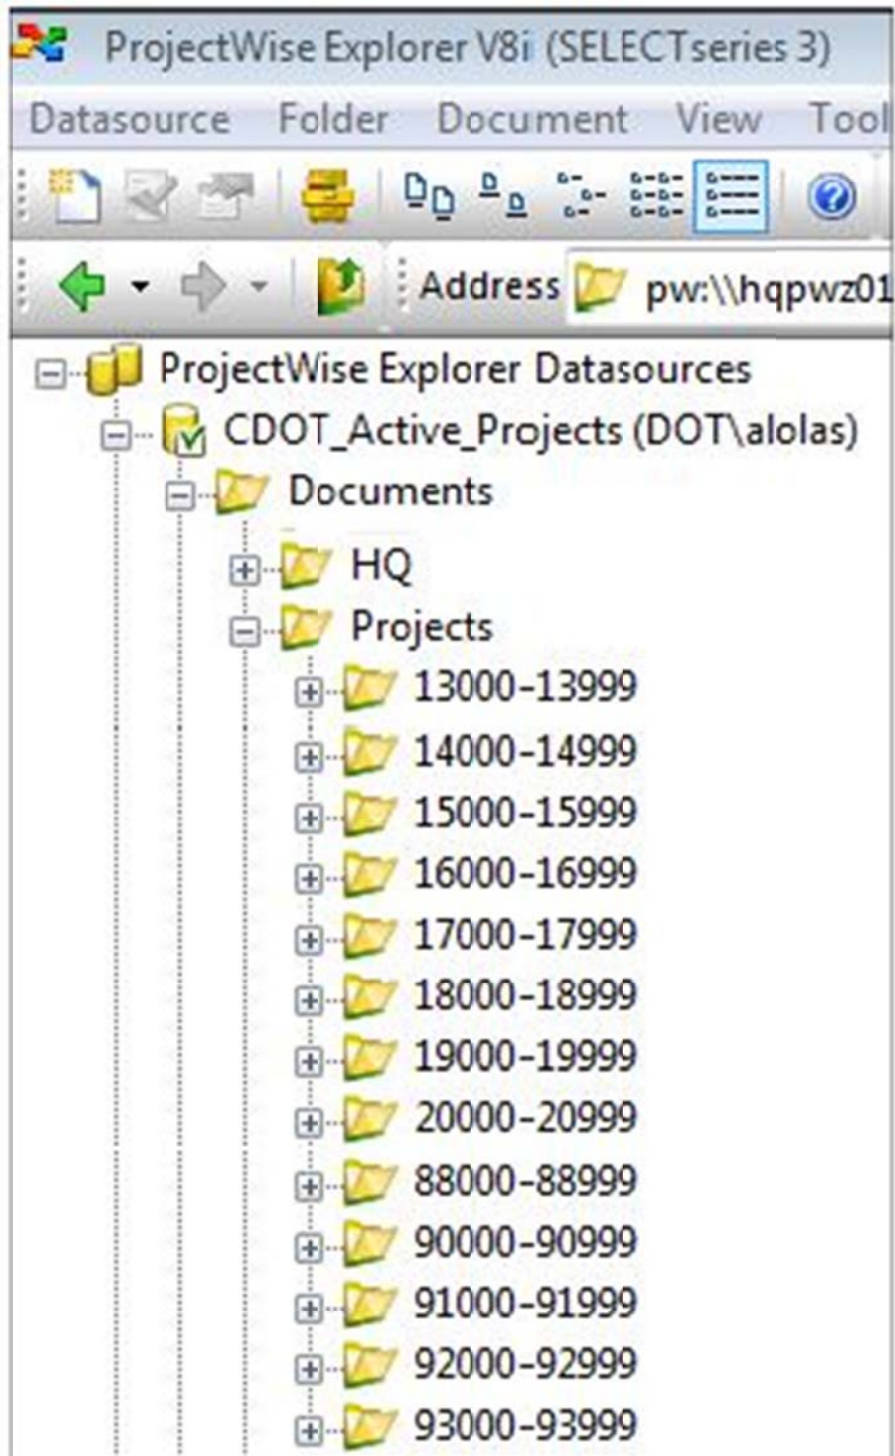 ProjectWise Explorer V8i (SELECTseries 3)
Datasource Folder Document View Tool
Address pw:\\hqpwz01
ProjectWise Explorer Datasources
CDOT_Active_Projects (DOT\alolas)
Documents
HQ
Projects
13000-13999
14000-14999
15000-15999
16000-16999
17000-17999
18000-18999
19000-19999
20000-20999
88000-88999
90000-90999
91000-91999
92000-92999
93000-93999